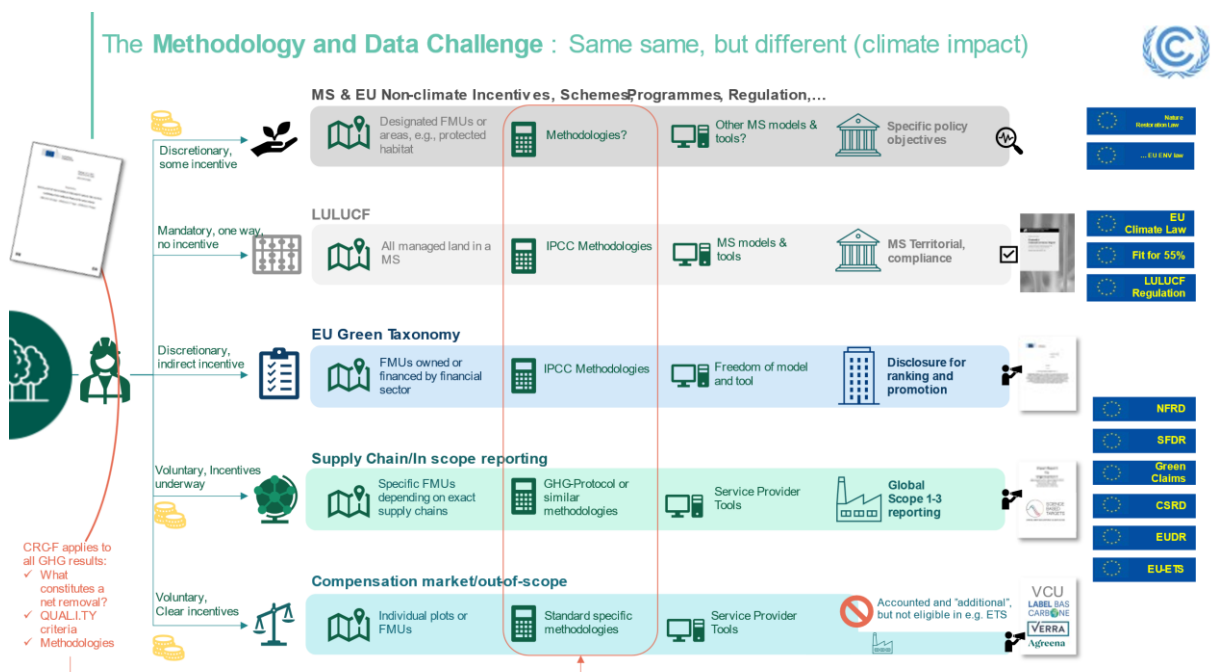 The Methodology and Data Challenge : Same same, but different (climate impact)
MS & EU Non-climate Incentives, Schemes,Programmes, Regulation,…
Discretionary,
some incentive
Designated FMUs or
areas, e.g., protected
habitat
Methodologies?
Other MS models &
tools?
Specific policy
objectives
Nature
Restoration Law
... EU ENV law
LULUCF
Mandatory, one way,
no incentive
All managed land in a
MS
IPCC Methodologies
MS models &
tools
MS Territorial,
compliance
EU
Climate Law
Fit for 55%
LULUCF
Regulation
EU Green Taxonomy
Discretionary,
indirect incentive
FMUs owned or
financed by financial
sector
IPCC Methodologies
Freedom of model
and tool
Disclosure for
ranking and
promotion
NFRD
SFDR
Green
Claims
CSRD
EUDR
EU-ETS
Supply Chain/In scope reporting
Voluntary, Incentives
underway
Specific FMUs
depending on exact
supply chains
GHG-Protocol or
similar
methodologies
Service Provider
Tools
Global
Scope 1-3
reporting
SCIENCE
BASED
TARGETS
CRC-F applies to
all GHG results:
✓ What
constitutes a
net removal?
✓ QUALI.TY
criteria
✓ Methodologies
Compensation market/out-of-scope
Voluntary,
Clear incentives
Individual plots or
FMUs
Standard specific
methodologies
Service Provider
Tools
Accounted and "additional",
but not eligible in e.g. ETS
VCU
LABEL BAS
CARBONE
VERRA
Agreena